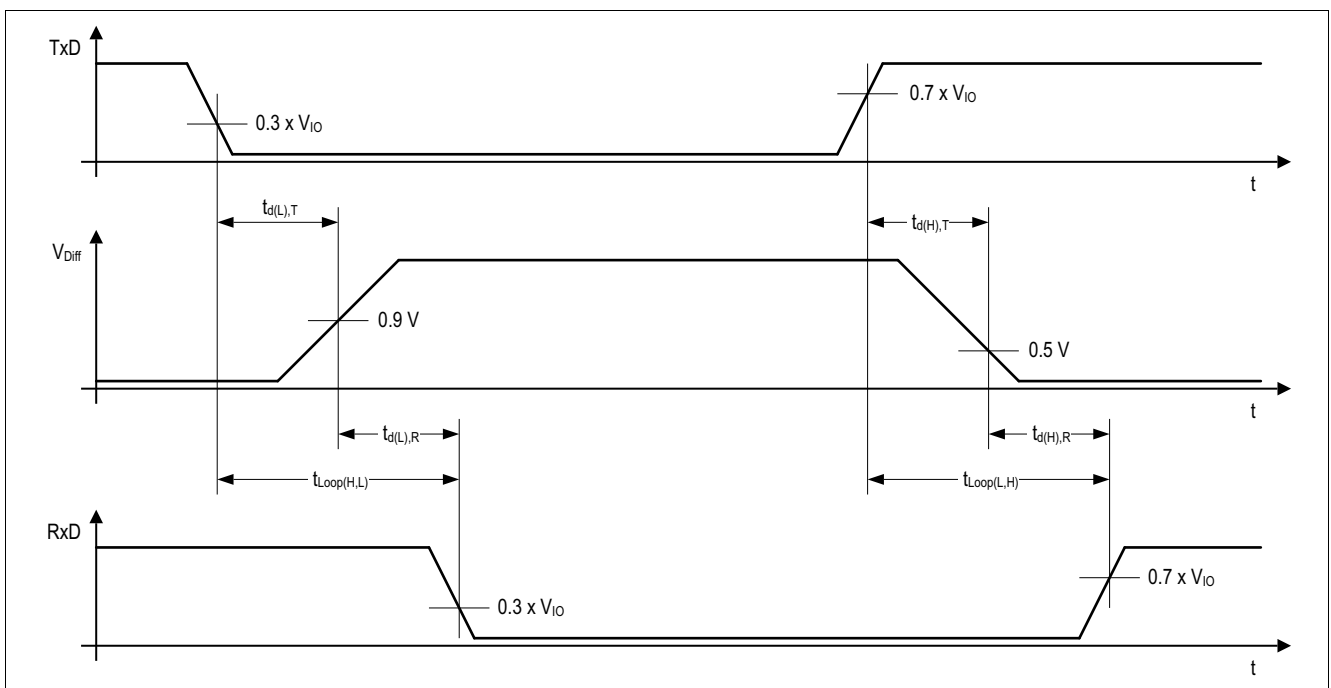 TxD
0.7 x VIO
0.3 x VIO
t
td(L),T
td(H),T
VDiff
0.9 V
0.5 V
t
td(L),R
td(H),R
tLoop(H,L)
tLoop(L,H)
RxD
0.7 x VIO
0.3 x VIO
t